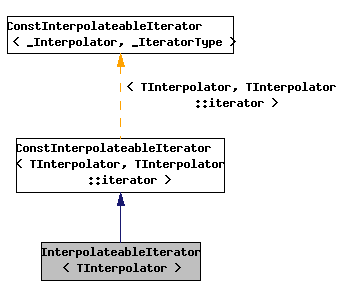 ConstInterpolateableIterator
< _Interpolator, _IteratorType >
< TInterpolator, TInterpolator
::iterator >
ConstInterpolateableIterator
< TInterpolator, TInterpolator
::iterator >
InterpolateableIterator
< TInterpolator >